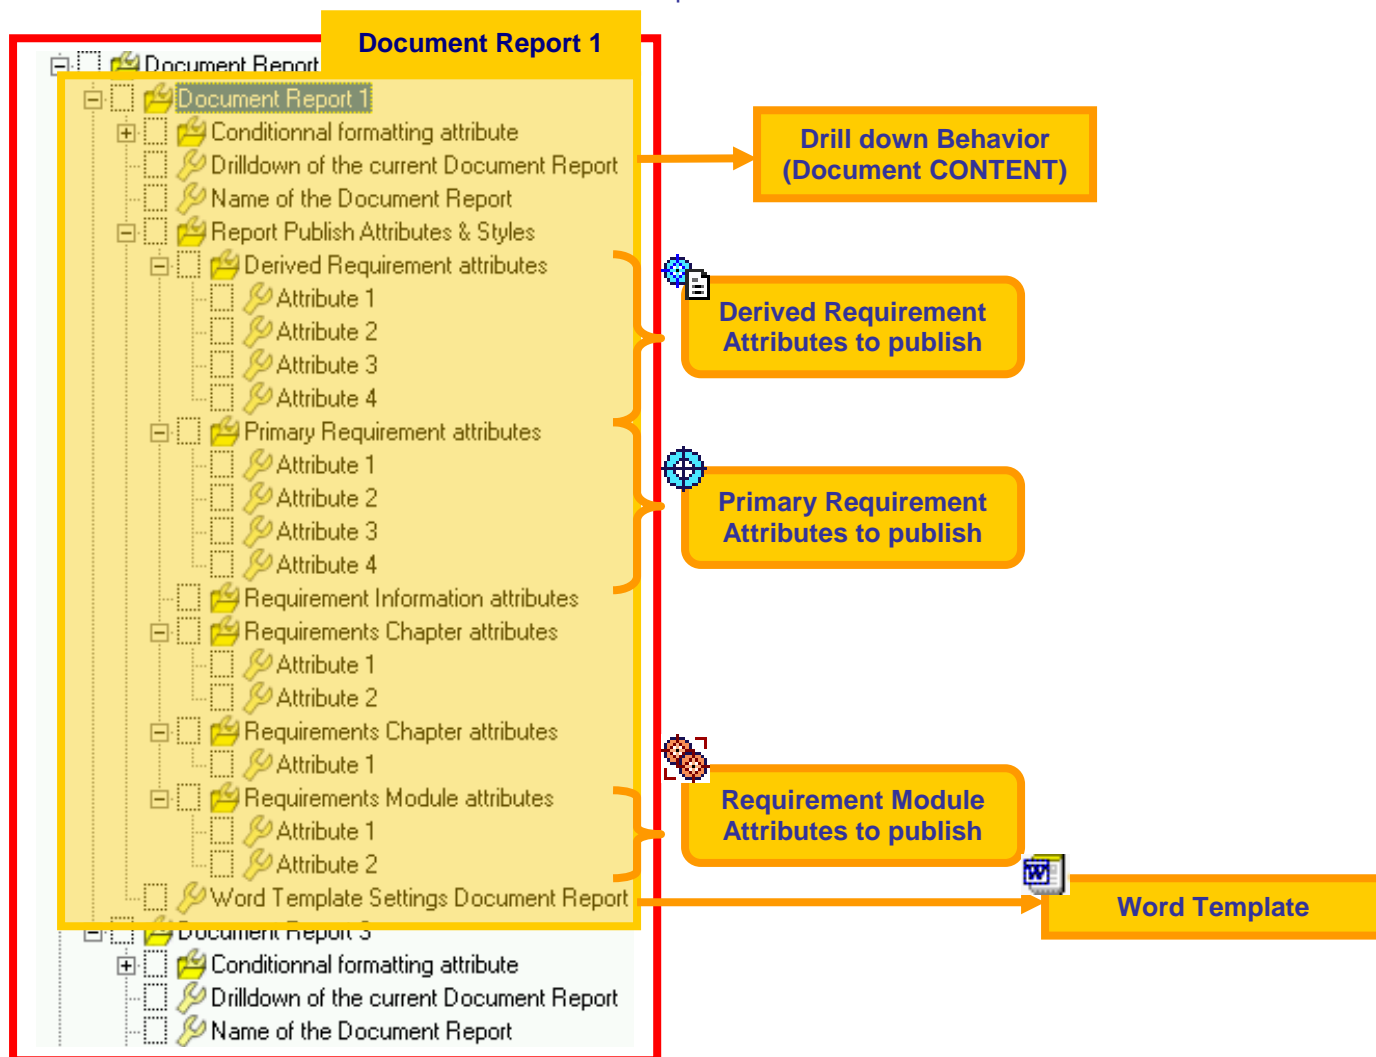 Document Report 1
Document Report
Document Report 1
Conditionnal formatting attribute
Drilldown of the current Document Report
Name of the Document Report
Report Publish Attributes & Styles
Derived Requirement attributes
Attribute 1
Attribute 2
Attribute 3
Attribute 4
Primary Requirement attributes
Attribute 1
Attribute 2
Attribute 3
Attribute 4
Requirement Information attributes
Requirements Chapter attributes
Attribute 1
Attribute 2
Requirements Chapter attributes
Attribute 1
Requirements Module attributes
Attribute 1
Attribute 2
Word Template Settings Document Report
Document Report 3
Conditionnal formatting attribute
Drilldown of the current Document Report
Name of the Document Report
Drill down Behavior
(Document CONTENT)
Derived Requirement
Attributes to publish
Primary Requirement
Attributes to publish
Requirement Module
Attributes to publish
W
Word Template